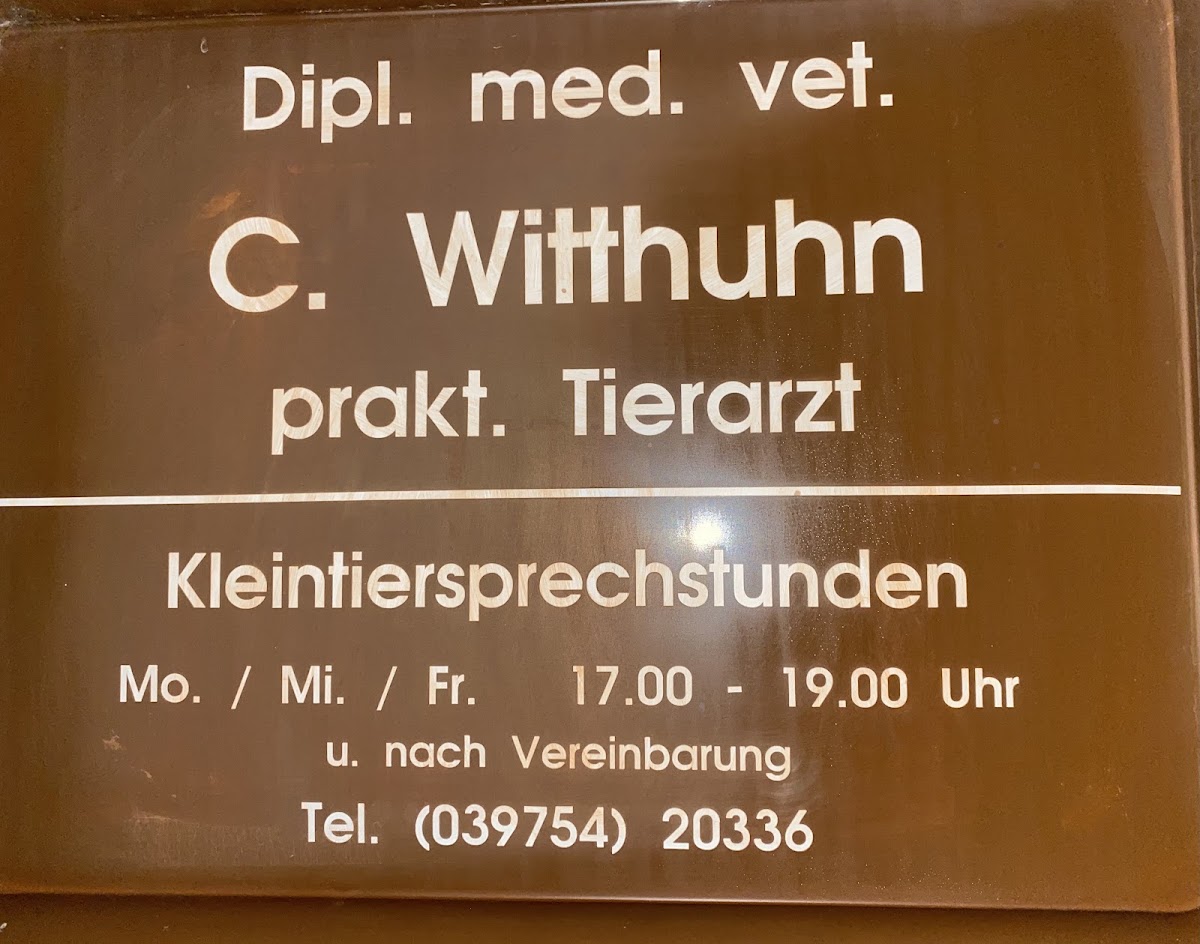 Dipl. med. vet.
C. Witthuhn
prakt. Tierarzt
Kleintiersprechstunden
Mo. / Mi. / Fr. 17.00 - 19.00 Uhr
u. nach Vereinbarung
Tel. (039754) 20336